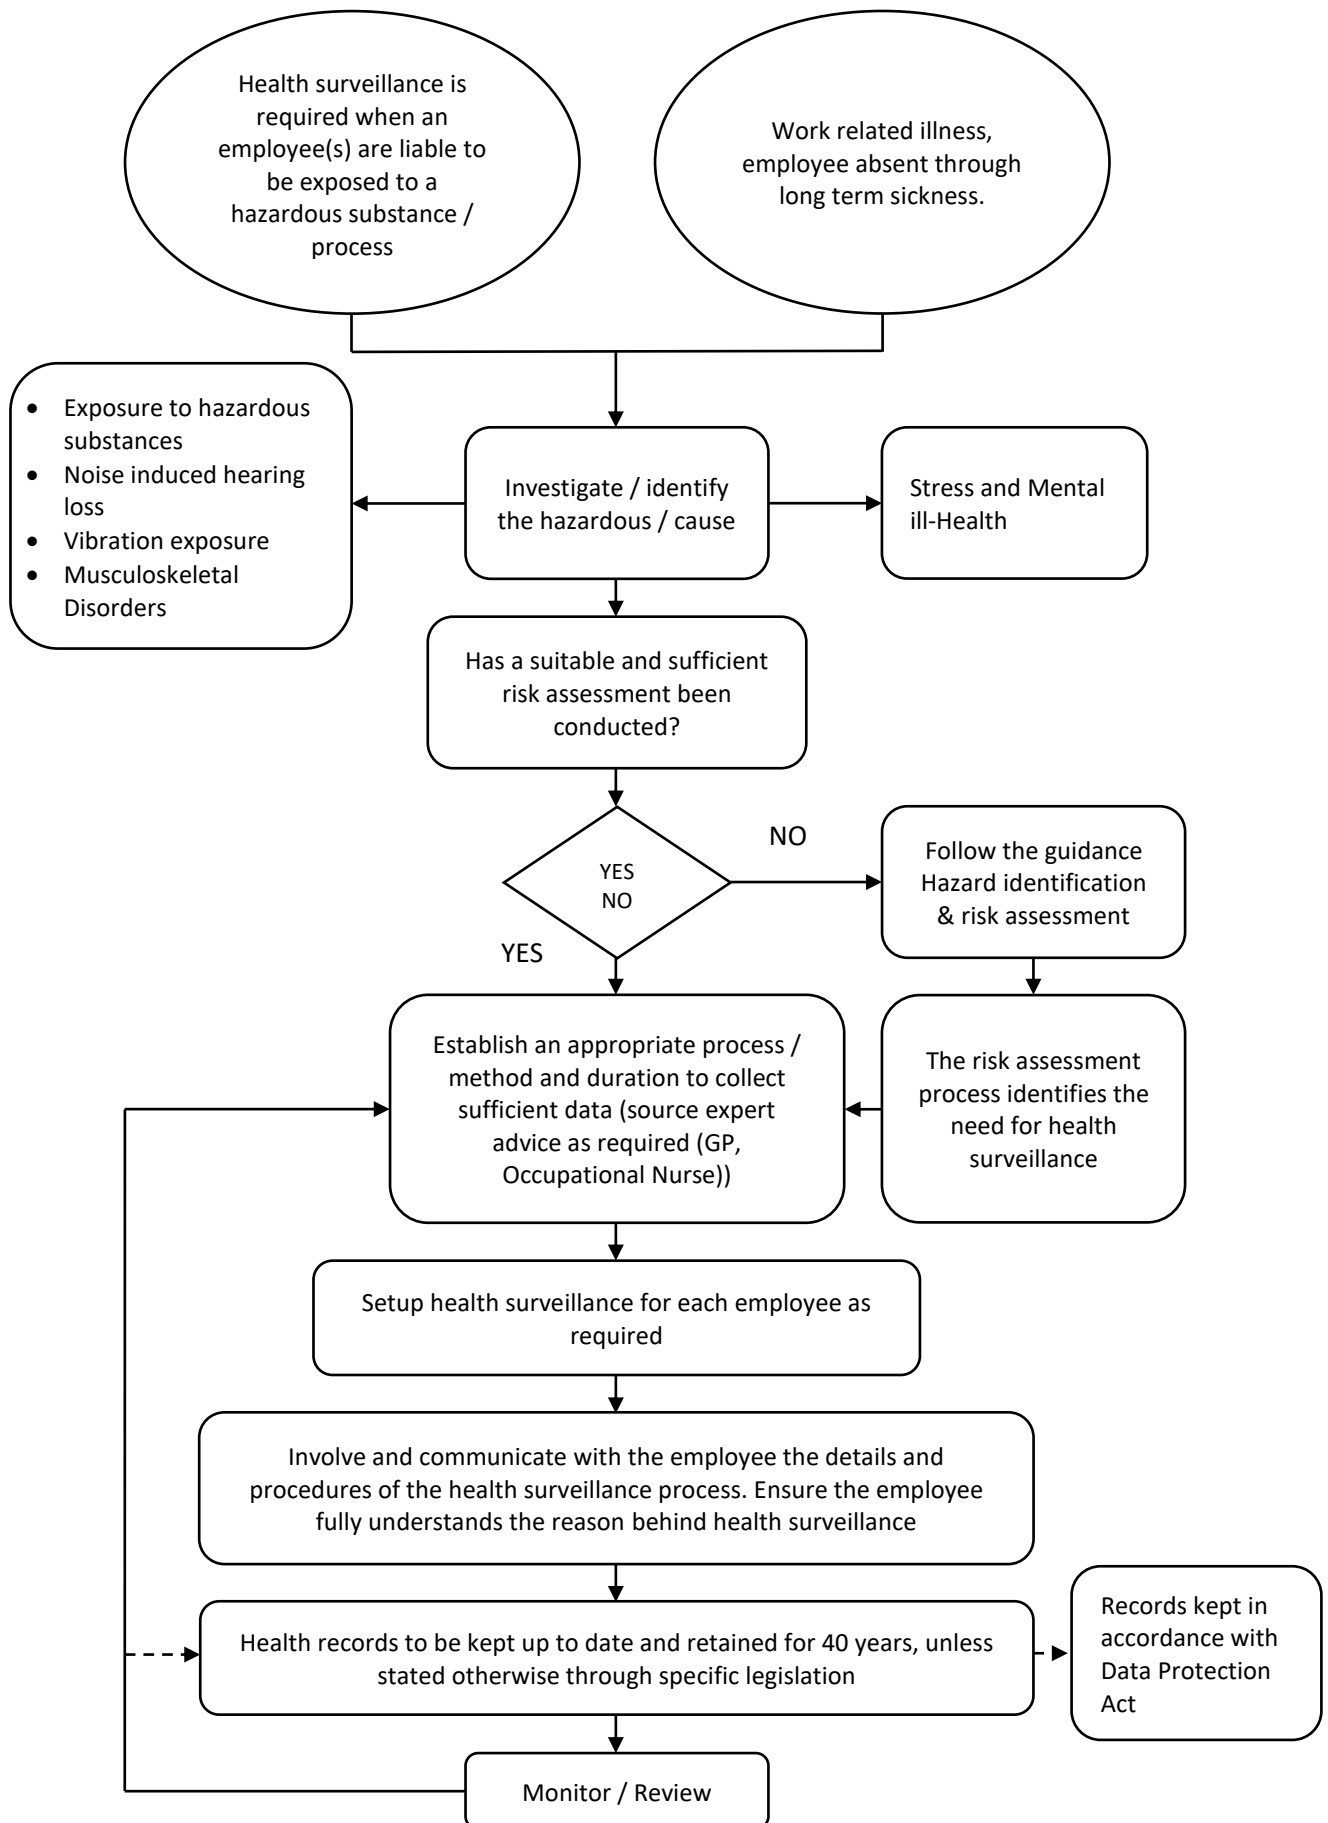 Health surveillance is
required when an
employee(s) are liable to
be exposed to a
hazardous substance /
process
Work related illness,
employee absent through
long term sickness.
• Exposure to hazardous
substances
• Noise induced hearing
loss
• Vibration exposure
• Musculoskeletal
Disorders
Investigate / identify
the hazardous / cause
Stress and Mental
ill-Health
Has a suitable and sufficient
risk assessment been
conducted?
YES
NO
NO
YES
Follow the guidance
Hazard identification
& risk assessment
Establish an appropriate process /
method and duration to collect
sufficient data (source expert
advice as required (GP,
Occupational Nurse))
The risk assessment
process identifies the
need for health
surveillance
Setup health surveillance for each employee as
required
Involve and communicate with the employee the details and
procedures of the health surveillance process. Ensure the employee
fully understands the reason behind health surveillance
Health records to be kept up to date and retained for 40 years, unless
stated otherwise through specific legislation
Records kept in
accordance with
Data Protection
Act
Monitor / Review